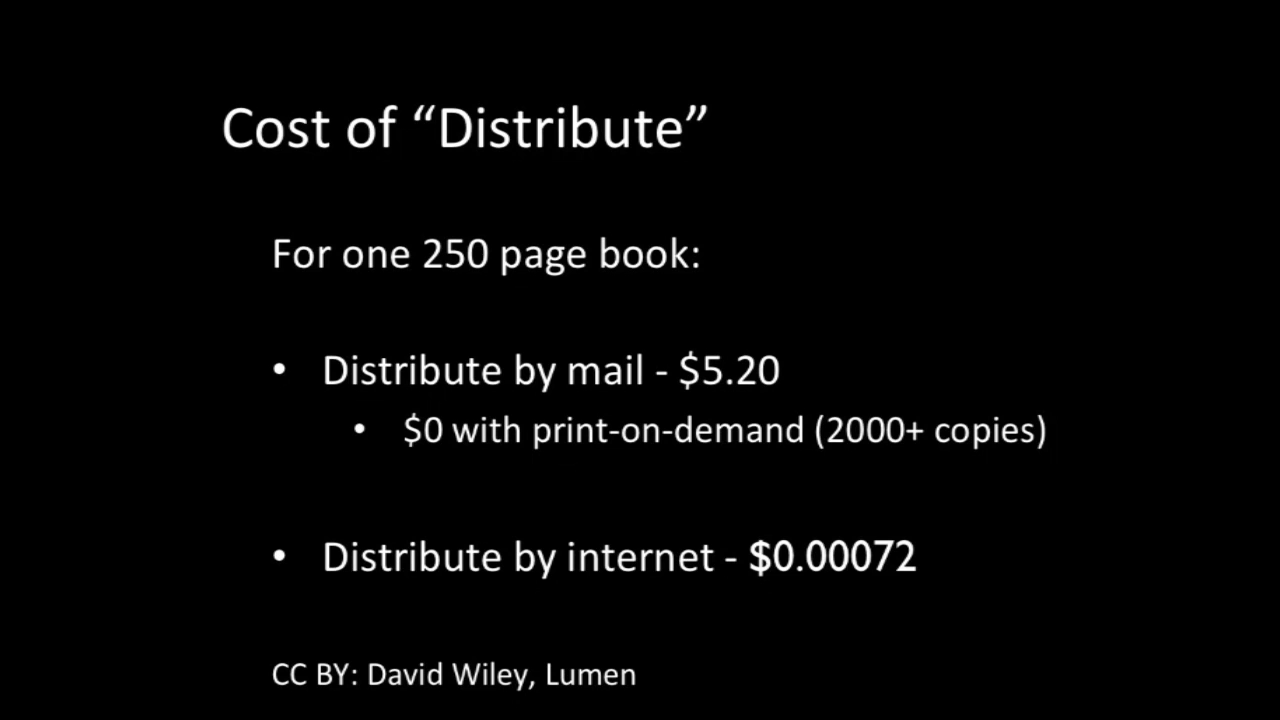 Cost of “Distribute”
For one 250 page book:
• Distribute by mail - $5.20
• $0 with print-on-demand (2000+ copies)
• Distribute by internet - $0.00072
CC BY: David Wiley, Lumen